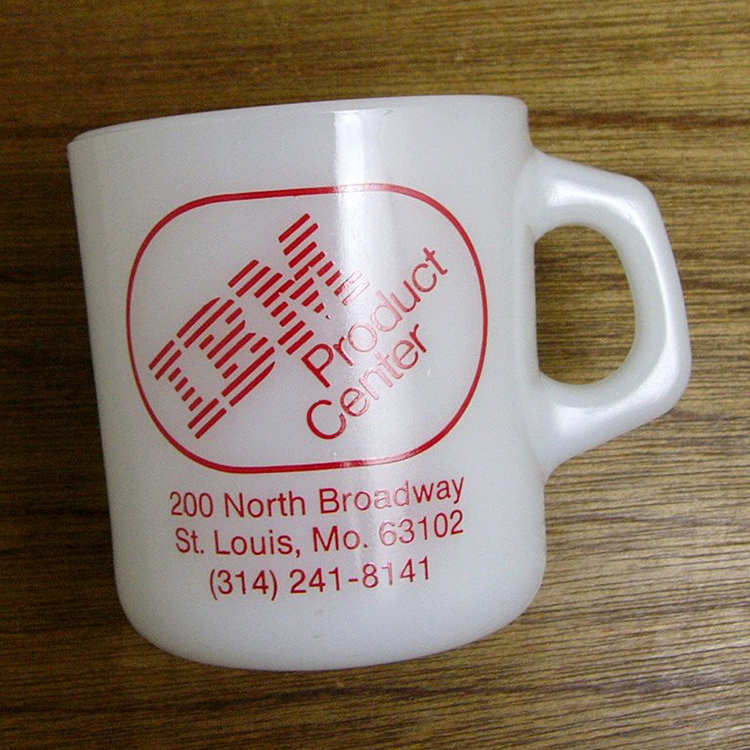 IBM
Product
Center
200 North Broadway
St. Louis, Mo. 63102
(314) 241-8141